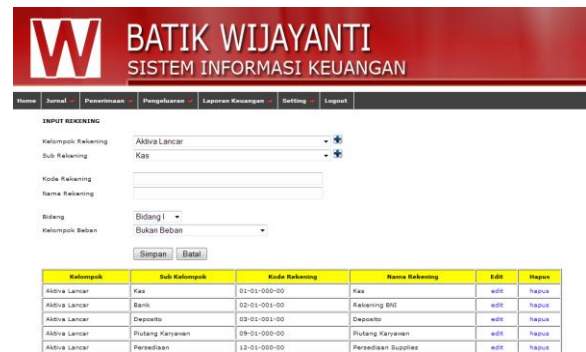 W BATIK WIJAYANTI
SISTEM INFORMASI KEUANGAN
Home Jurnal Penerimaan Pengeluaran Laporan Keuangan Setting Logout
INPUT REKENING
Kelompok Rekening Aktiva Lancar
Sub Rekening Kas
Kode Rekening
Nama Rekening
Bidang Bidang I
Kelompok Beban Bukan Beban
Simpan Batal
Kelompok Sub Kelompok Kode Rekening Nama Rekening Edit Hapus
Aktiva Lancar Kas 01-01-000-00 Kas edit hapus
Aktiva Lancar Bank 02-01-001-00 Rekening BNI edit hapus
Aktiva Lancar Deposito 03-01-001-00 Deposito edit hapus
Aktiva Lancar Piutang Karyawan 09-01-000-00 Piutang Karyawan edit hapus
Aktiva Lancar Persediaan 12-01-000-00 Persediaan Supplies edit hapus